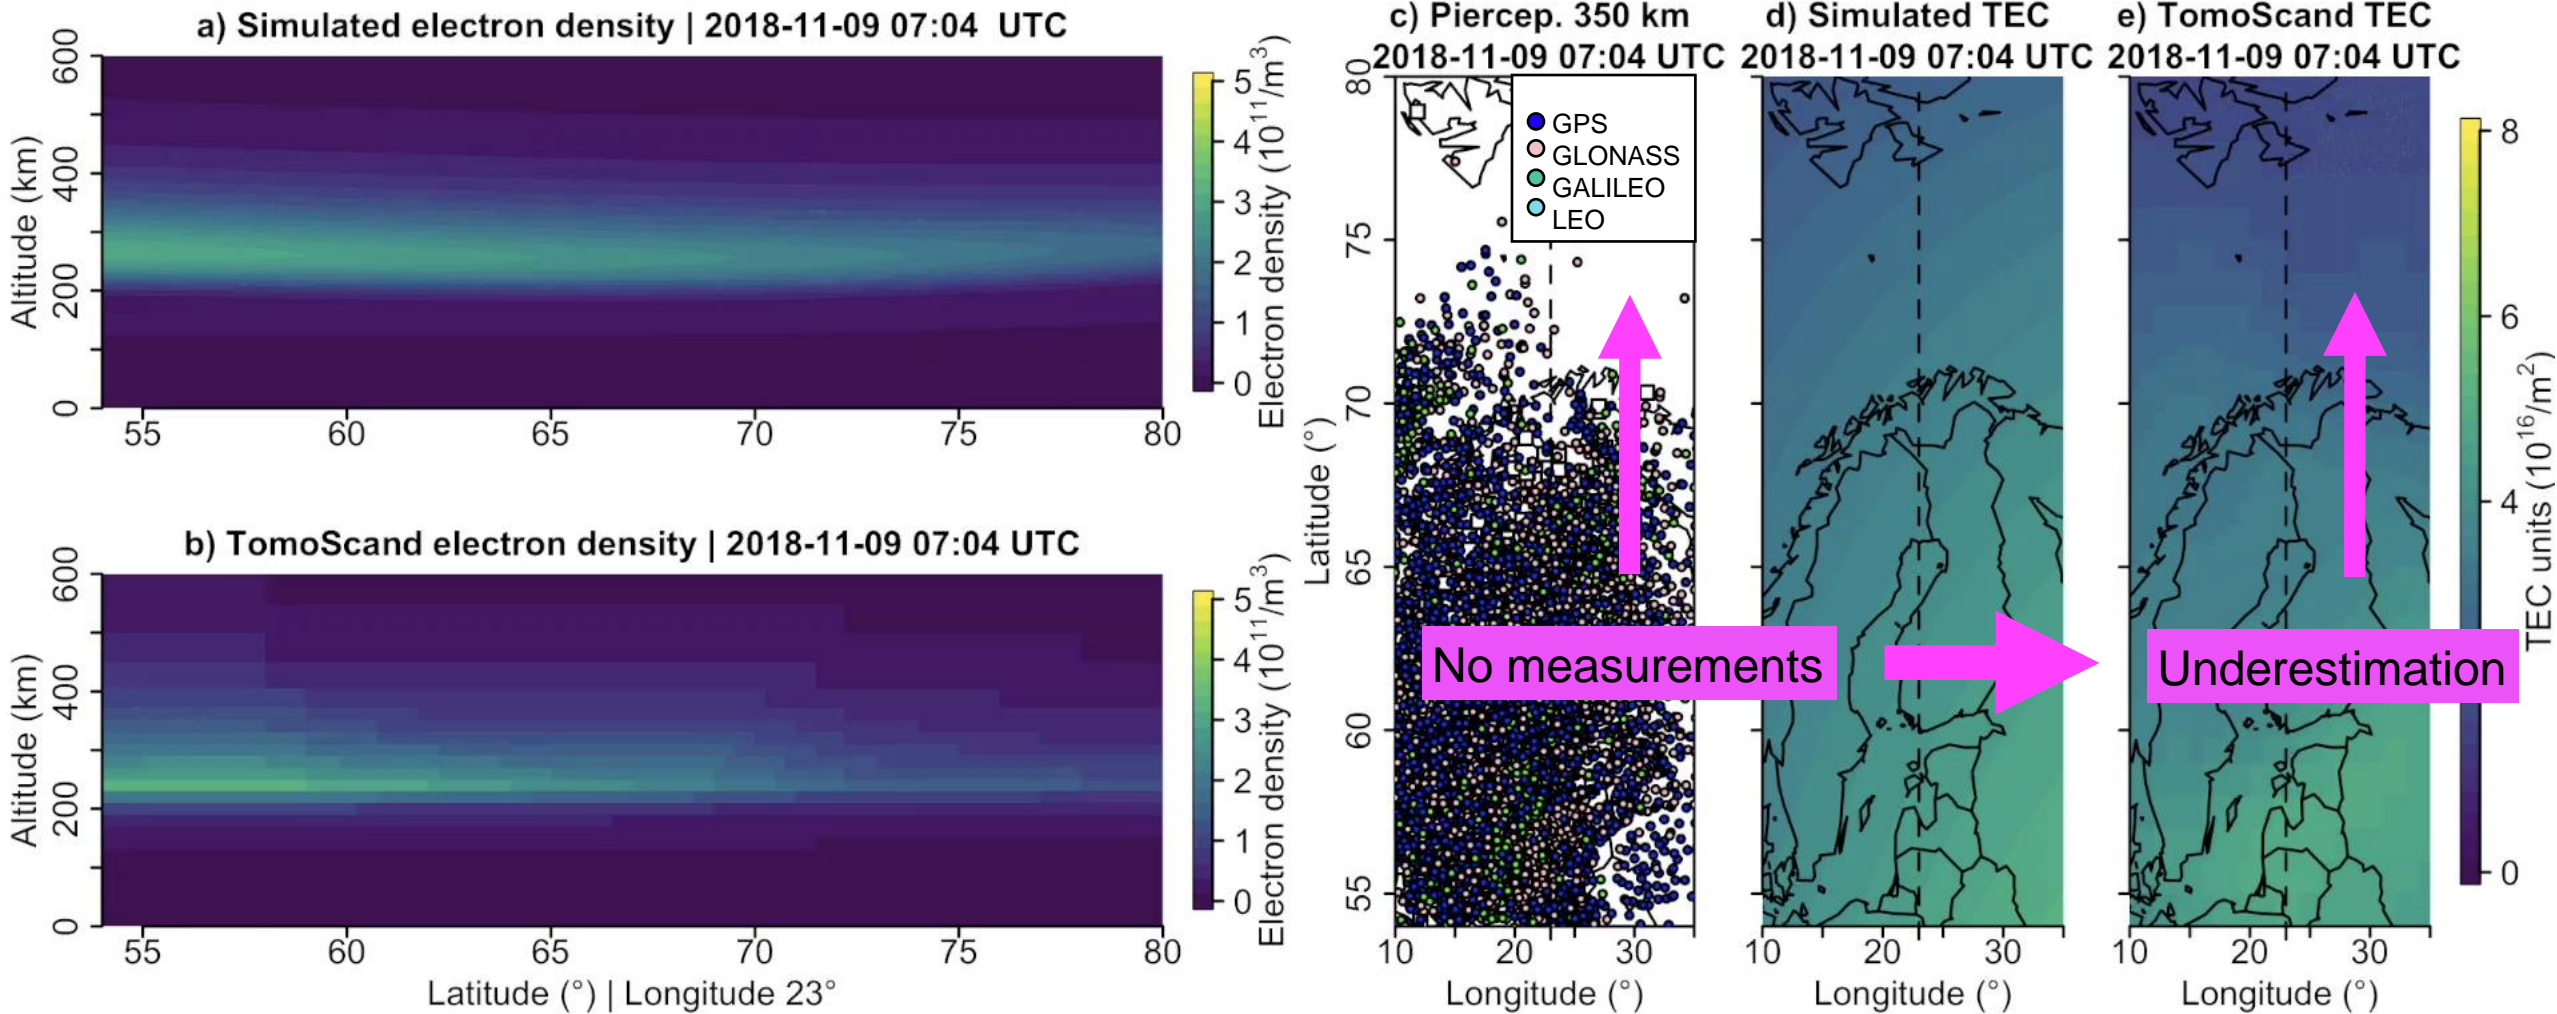 a) Simulated electron density | 2018-11-09 07:04 UTC
600
400
200
0
Altitude (km)
55 60 65 70 75 80
5
4
3
2
1
0
Electron density (10¹¹/m³)
b) TomoScand electron density | 2018-11-09 07:04 UTC
600
400
200
0
Altitude (km)
55 60 65 70 75 80
Latitude (°) | Longitude 23°
5
4
3
2
1
0
Electron density (10¹¹/m³)
c) Piercep. 350 km
2018-11-09 07:04 UTC
80
75
70
65
60
55
Latitude (°)
GPS
GLONASS
GALILEO
LEO
10 20 30
Longitude (°)
d) Simulated TEC
2018-11-09 07:04 UTC
10 20 30
Longitude (°)
e) TomoScand TEC
2018-11-09 07:04 UTC
10 20 30
Longitude (°)
8
6
4
0
TEC units (10¹⁶/m²)
No measurements
Underestimation